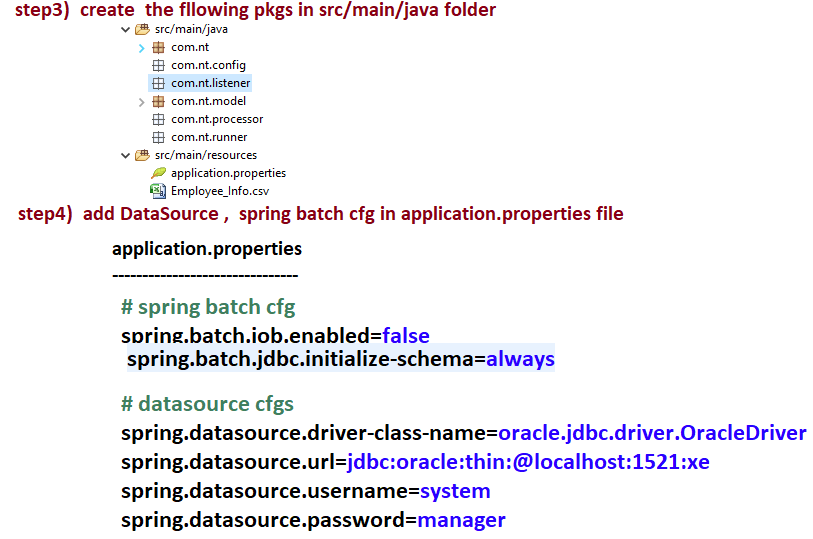 step3) create the fllowing pkgs in src/main/java folder
src/main/java
com.nt
com.nt.config
com.nt.listener
com.nt.model
com.nt.processor
com.nt.runner
src/main/resources
application.properties
Employee_Info.csv
step4) add DataSource , spring batch cfg in application.properties file
application.properties
-------------------------------
# spring batch cfg
spring.batch.job.enabled=false
spring.batch.jdbc.initialize-schema=always
# datasource cfgs
spring.datasource.driver-class-name=oracle.jdbc.driver.OracleDriver
spring.datasource.url=jdbc:oracle:thin:@localhost:1521:xe
spring.datasource.username=system
spring.datasource.password=manager